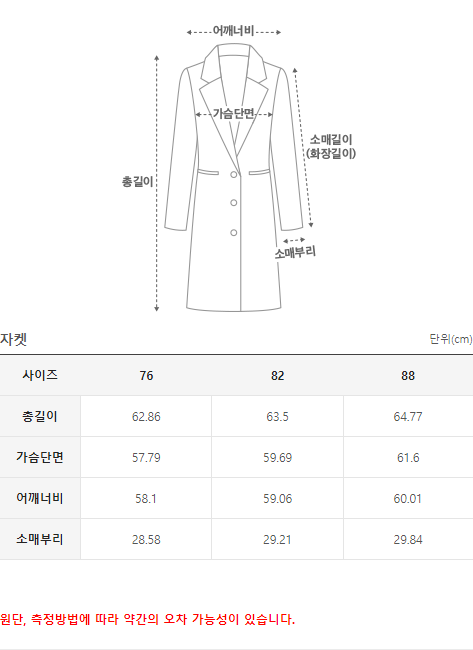 어깨너비
가슴단면
소매길이
(화장길이)
총길이
소매부리
자켓 단위(cm)
사이즈 76 82 88
총길이 62.86 63.5 64.77
가슴단면 57.79 59.69 61.6
어깨너비 58.1 59.06 60.01
소매부리 28.58 29.21 29.84
원단, 측정방법에 따라 약간의 오차 가능성이 있습니다.